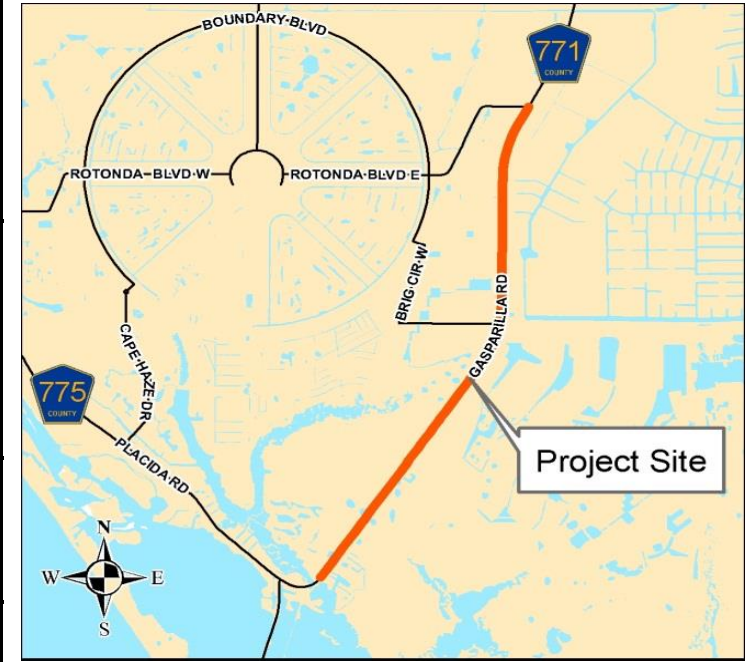 BOUNDARY BLVD
771
COUNTY
ROTONDA-BLVD W
ROTONDA BLVD E
BRIG CIR W
GASPARILLA RD
CAPE HAZE DR
775
COUNTY
PLACIDA RD
Project Site
N
W E
S